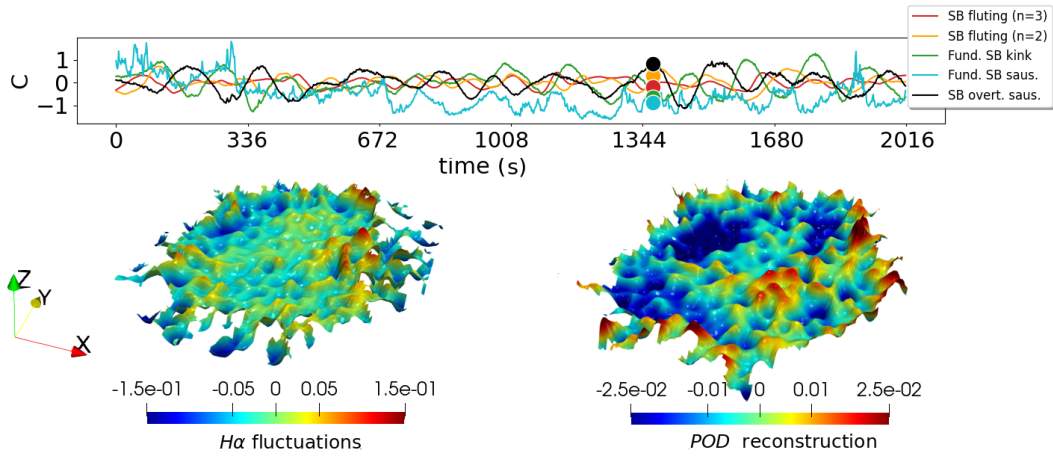 SB fluting (n=3)
SB fluting (n=2)
Fund. SB kink
Fund. SB saus.
SB overt. saus.
C
1
0
−1
0 336 672 1008 1344 1680 2016
time (s)
Z
Y
X
-1.5e-01 -0.05 0 0.05 1.5e-01
Hα fluctuations
-2.5e-02 -0.01 0 0.01 2.5e-02
POD reconstruction